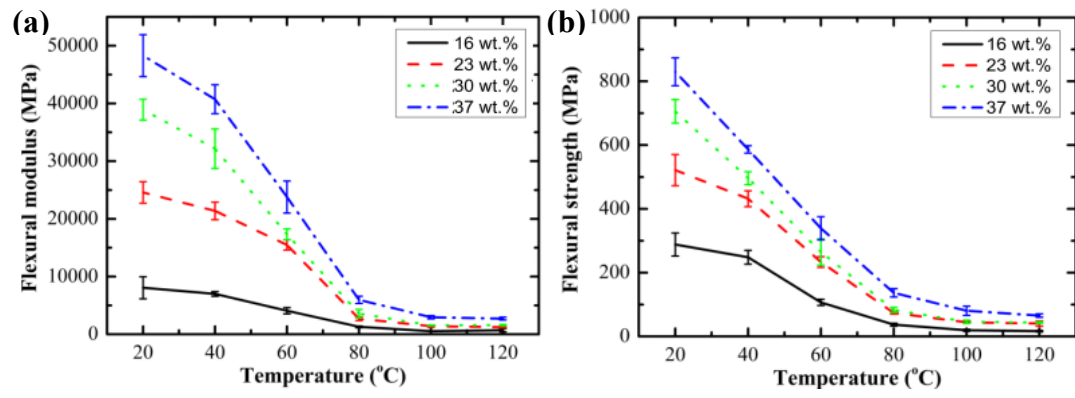 (a)
50000
40000
30000
20000
10000
0
Flexural modulus (MPa)
16 wt.%
23 wt.%
30 wt.%
37 wt.%
20 40 60 80 100 120
Temperature (°C)
(b)
1000
800
600
400
200
0
Flexural strength (MPa)
16 wt.%
23 wt.%
30 wt.%
37 wt.%
20 40 60 80 100 120
Temperature (°C)